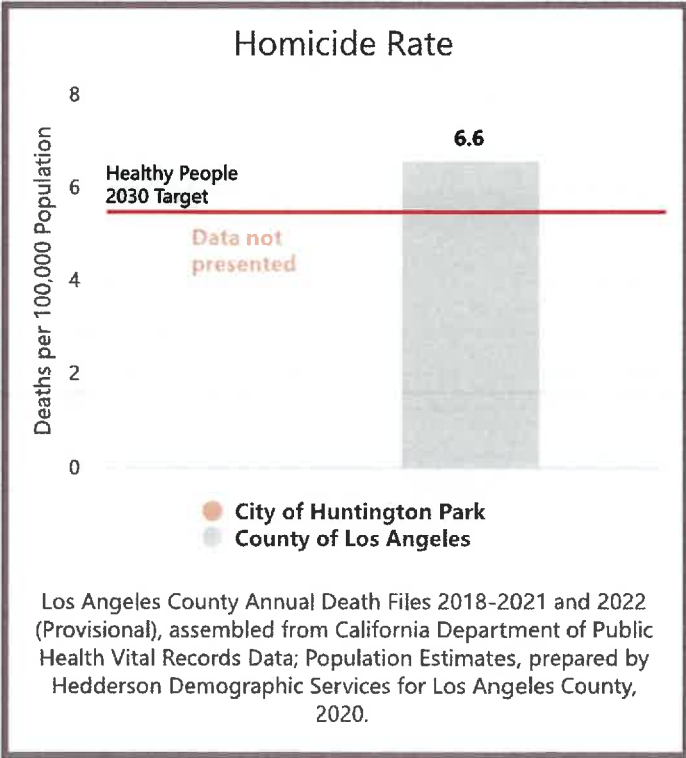 Homicide Rate
8
6.6
Healthy People
6
2030 Target
Data not
presented
4
2
0
Deaths per 100,000 Population
City of Huntington Park
County of Los Angeles
Los Angeles County Annual Death Files 2018-2021 and 2022
(Provisional), assembled from California Department of Public
Health Vital Records Data; Population Estimates, prepared by
Hedderson Demographic Services for Los Angeles County,
2020.